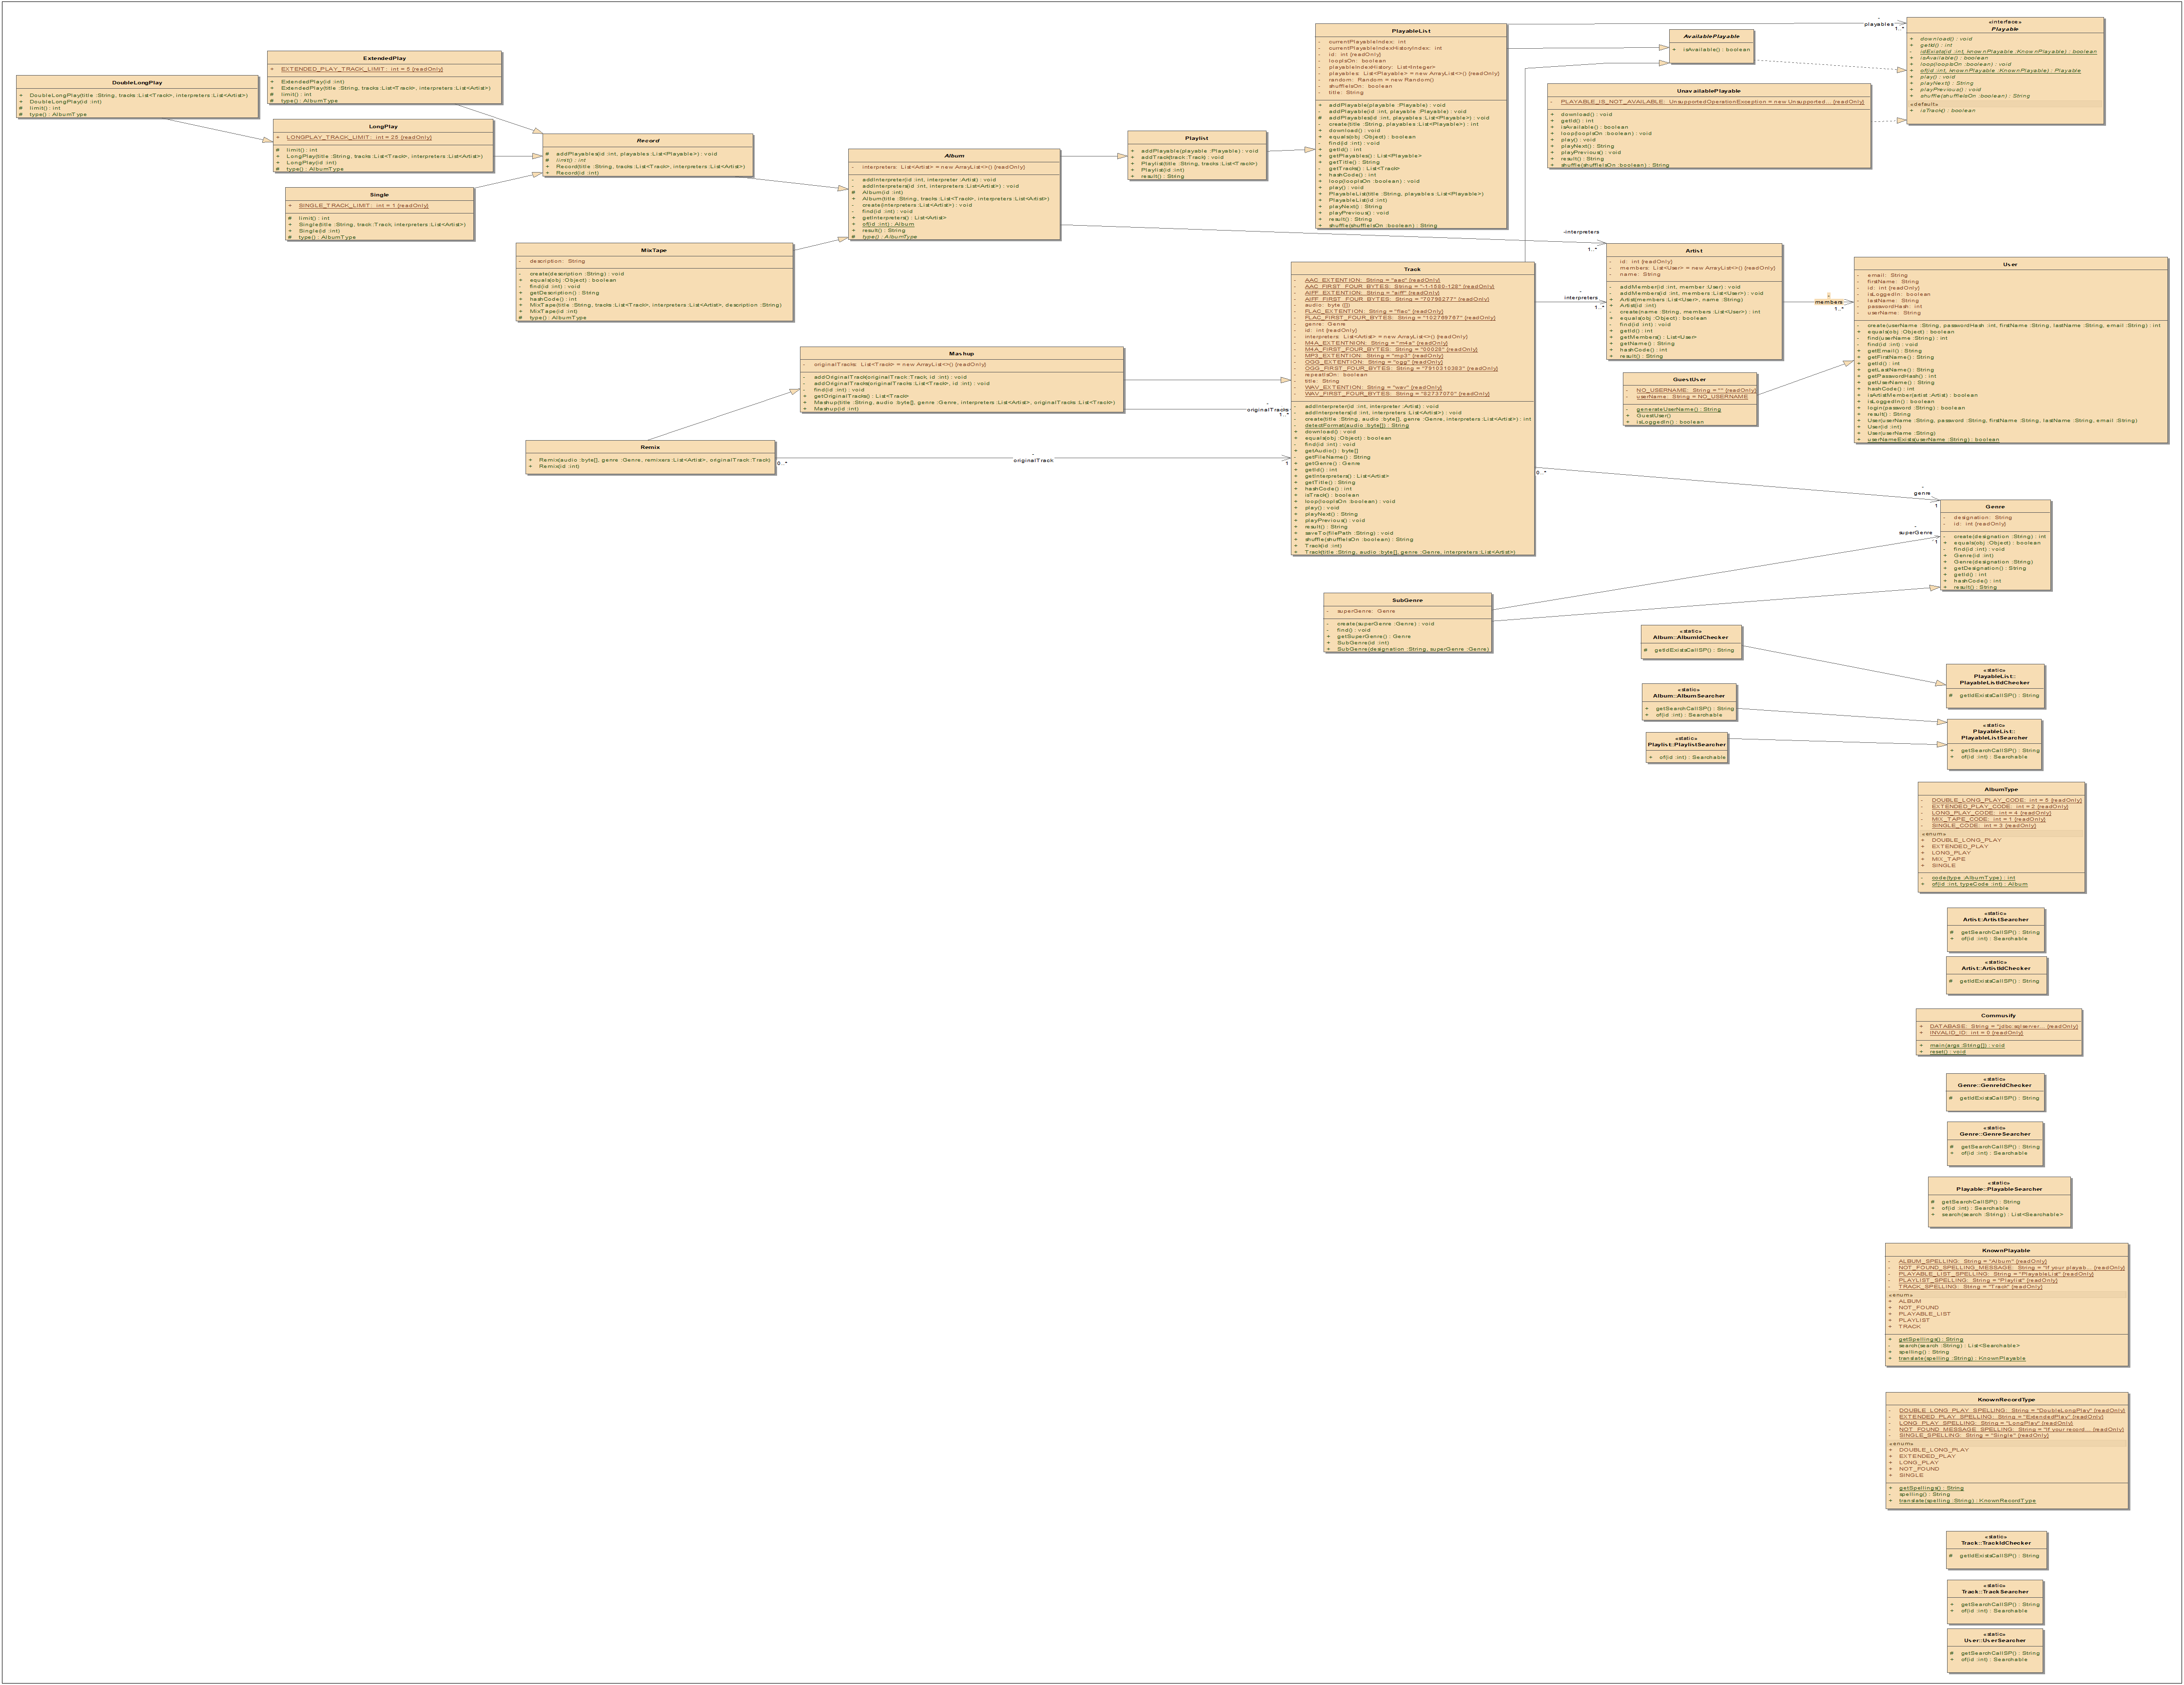 DoubleLongPlay
+ DoubleLongPlay(title :String, tracks :List<Track>, interpreters :List<Artist>)
+ DoubleLongPlay(id :int)
# limit() : int
+ type() : AlbumType
ExtendedPlay
+ EXTENDED_PLAY_TRACK_LIMIT: int = 5 {readOnly}
+ ExtendedPlay(id :int)
+ ExtendedPlay(title :String, tracks :List<Track>, interpreters :List<Artist>)
# limit() : int
# type() : AlbumType
LongPlay
+ LONGPLAY_TRACK_LIMIT: int = 25 {readOnly}
# limit() : int
+ LongPlay(title :String, tracks :List<Track>, interpreters :List<Artist>)
+ LongPlay(id :int)
# type() : AlbumType
Single
+ SINGLE_TRACK_LIMIT: int = 1 {readOnly}
# limit() : int
+ Single(title :String, track :Track, interpreters :List<Artist>)
+ Single(id :int)
# type() : AlbumType
Record
# addPlayables(id :int, playables :List<Playable>) : void
# limit() : int
+ Record(title :String, tracks :List<Track>, interpreters :List<Artist>)
+ Record(id :int)
MixTape
- description: String
- create(description :String) : void
+ equals(obj :Object) : boolean
- find(id :int) : void
+ getDescription() : String
+ hashCode() : int
+ MixTape(title :String, tracks :List<Track>, interpreters :List<Artist>, description :String)
+ MixTape(id :int)
# type() : AlbumType
Album
- interpreters: List<Artist> = new ArrayList<>() {readOnly}
- addInterpreter(id :int, interpreter :Artist) : void
- addInterpreters(id :int, interpreters :List<Artist>) : void
# Album(id :int)
+ Album(title :String, tracks :List<Track>, interpreters :List<Artist>)
- create(interpreters :List<Artist>) : void
- find(id :int) : void
+ getInterpreters() : List<Artist>
+ of(id :int) : Album
+ result() : String
# type() : AlbumType
Playlist
+ addPlayable(playable :Playable) : void
+ addTrack(track :Track) : void
+ Playlist(title :String, tracks :List<Track>)
+ Playlist(id :int)
+ result() : String
PlayableList
- currentPlayableIndex: int
- currentPlayableIndexHistoryIndex: int
- id: int {readOnly}
- loopIsOn: boolean
- playableIndexHistory: List<Integer>
- playables: List<Playable> = new ArrayList<>() {readOnly}
- random: Random = new Random()
- shuffleIsOn: boolean
- title: String
+ addPlayable(playable :Playable) : void
- addPlayable(id :int, playable :Playable) : void
# addPlayables(id :int, playables :List<Playable>) : void
- create(title :String, playables :List<Playable>) : int
+ download() : void
+ equals(obj :Object) : boolean
- find(id :int) : void
+ getId() : int
+ getPlayables() : List<Playable>
+ getTitle() : String
- getTracks() : List<Track>
+ hashCode() : int
+ loop(loopIsOn :boolean) : void
+ play() : void
+ PlayableList(title :String, playables :List<Playable>)
+ PlayableList(id :int)
+ playNext() : String
+ playPrevious() : void
+ result() : String
+ shuffle(shuffleIsOn :boolean) : String
AvailablePlayable
+ isAvailable() : boolean
-
playables
1..*
«interface»
Playable
+ download() : void
+ getId() : int
- idExists(id :int, knownPlayable :KnownPlayable) : boolean
+ isAvailable() : boolean
+ loop(loopIsOn :boolean) : void
+ of(id :int, knownPlayable :KnownPlayable) : Playable
+ play() : void
+ playNext() : String
+ playPrevious() : void
+ shuffle(shuffleIsOn :boolean) : String
«default»
+ isTrack() : boolean
UnavailablePlayable
- PLAYABLE_IS_NOT_AVAILABLE: UnsupportedOperationException = new Unsupported... {readOnly}
+ download() : void
+ getId() : int
+ isAvailable() : boolean
+ loop(loopIsOn :boolean) : void
+ play() : void
+ playNext() : String
+ playPrevious() : void
+ result() : String
+ shuffle(shuffleIsOn :boolean) : String
-interpreters
1..*
Artist
- id: int {readOnly}
- members: List<User> = new ArrayList<>() {readOnly}
- name: String
- addMember(id :int, member :User) : void
- addMembers(id :int, members :List<User>) : void
+ Artist(members :List<User>, name :String)
+ Artist(id :int)
- create(name :String, members :List<User>) : int
+ equals(obj :Object) : boolean
- find(id :int) : void
+ getId() : int
+ getMembers() : List<User>
+ getName() : String
+ hashCode() : int
+ result() : String
-
members
1..*
User
- email: String
- firstName: String
- id: int {readOnly}
- isLoggedIn: boolean
- lastName: String
- passwordHash: int
- userName: String
- create(userName :String, passwordHash :int, firstName :String, lastName :String, email :String) : int
+ equals(obj :Object) : boolean
- find(userName :String) : int
- find(id :int) : void
+ getEmail() : String
+ getFirstName() : String
+ getId() : int
+ getLastName() : String
+ getPasswordHash() : int
+ getUserName() : String
+ hashCode() : int
+ isArtistMember(artist :Artist) : boolean
+ isLoggedIn() : boolean
+ login(password :String) : boolean
+ result() : String
+ User(userName :String, password :String, firstName :String, lastName :String, email :String)
+ User(id :int)
+ User(userName :String)
+ userNameExists(userName :String) : boolean
GuestUser
- NO_USERNAME: String = "" {readOnly}
- userName: String = NO_USERNAME
- generateUserName() : String
+ GuestUser()
+ isLoggedIn() : boolean
Track
- AAC_EXTENTION: String = "aac" {readOnly}
- AAC_FIRST_FOUR_BYTES: String = "-1-1580-128" {readOnly}
- AIFF_EXTENTION: String = "aiff" {readOnly}
- AIFF_FIRST_FOUR_BYTES: String = "70796277" {readOnly}
- audio: byte ([])
- FLAC_EXTENTION: String = "flac" {readOnly}
- FLAC_FIRST_FOUR_BYTES: String = "102769767" {readOnly}
- genre: Genre
- id: int {readOnly}
- interpreters: List<Artist> = new ArrayList<>() {readOnly}
- M4A_EXTENTNION: String = "m4a" {readOnly}
- M4A_FIRST_FOUR_BYTES: String = "00028" {readOnly}
- MP3_EXTENTION: String = "mp3" {readOnly}
- OGG_EXTENTION: String = "ogg" {readOnly}
- OGG_FIRST_FOUR_BYTES: String = "7910310383" {readOnly}
- repeatIsOn: boolean
- title: String
- WAV_EXTENTION: String = "wav" {readOnly}
- WAV_FIRST_FOUR_BYTES: String = "82737070" {readOnly}
- addInterpreter(id :int, interpreter :Artist) : void
- addInterpreters(id :int, interpreters :List<Artist>) : void
- create(title :String, audio :byte[], genre :Genre, interpreters :List<Artist>) : int
- detectFormat(audio :byte[]) : String
+ download() : void
+ equals(obj :Object) : boolean
- find(id :int) : void
+ getAudio() : byte[]
- getFileName() : String
+ getGenre() : Genre
+ getId() : int
+ getInterpreters() : List<Artist>
+ getTitle() : String
+ hashCode() : int
+ isTrack() : boolean
+ loop(loopIsOn :boolean) : void
+ play() : void
+ playNext() : String
+ playPrevious() : void
+ result() : String
+ saveTo(filePath :String) : void
+ shuffle(shuffleIsOn :boolean) : String
+ Track(id :int)
+ Track(title :String, audio :byte[], genre :Genre, interpreters :List<Artist>)
-
interpreters
1..*
Mashup
- originalTracks: List<Track> = new ArrayList<>() {readOnly}
- addOriginalTrack(originalTrack :Track, id :int) : void
- addOriginalTracks(originalTracks :List<Track>, id :int) : void
- find(id :int) : void
+ getOriginalTracks() : List<Track>
+ Mashup(title :String, audio :byte[], genre :Genre, interpreters :List<Artist>, originalTracks :List<Track>)
+ Mashup(id :int)
-
originalTracks
1..*
Remix
+ Remix(audio :byte[], genre :Genre, remixers :List<Artist>, originalTrack :Track)
+ Remix(id :int)
0..*
-
originalTrack
1
0..*
-
genre
1
Genre
- designation: String
- id: int {readOnly}
- create(designation :String) : int
+ equals(obj :Object) : boolean
- find(id :int) : void
+ Genre(id :int)
+ Genre(designation :String)
+ getDesignation() : String
+ getId() : int
+ hashCode() : int
+ result() : String
-
superGenre
1
SubGenre
- superGenre: Genre
- create(superGenre :Genre) : void
- find() : void
+ getSuperGenre() : Genre
+ SubGenre(id :int)
+ SubGenre(designation :String, superGenre :Genre)
«static»
Album::AlbumIdChecker
# getIdExistsCallSP() : String
«static»
PlayableList::
PlayableListIdChecker
# getIdExistsCallSP() : String
«static»
Album::AlbumSearcher
+ getSearchCallSP() : String
+ of(id :int) : Searchable
«static»
PlayableList::
PlayableListSearcher
+ getSearchCallSP() : String
+ of(id :int) : Searchable
«static»
Playlist::PlaylistSearcher
+ of(id :int) : Searchable
AlbumType
- DOUBLE_LONG_PLAY_CODE: int = 5 {readOnly}
- EXTENDED_PLAY_CODE: int = 2 {readOnly}
- LONG_PLAY_CODE: int = 4 {readOnly}
- MIX_TAPE_CODE: int = 1 {readOnly}
- SINGLE_CODE: int = 3 {readOnly}
«enum»
+ DOUBLE_LONG_PLAY
+ EXTENDED_PLAY
+ LONG_PLAY
+ MIX_TAPE
+ SINGLE
- code(type :AlbumType) : int
+ of(id :int, typeCode :int) : Album
«static»
Artist::ArtistSearcher
# getSearchCallSP() : String
+ of(id :int) : Searchable
«static»
Artist::ArtistIdChecker
# getIdExistsCallSP() : String
Commusify
+ DATABASE: String = "jdbc:sqlserver... {readOnly}
+ INVALID_ID: int = 0 {readOnly}
+ main(args :String[]) : void
+ reset() : void
«static»
Genre::GenreIdChecker
# getIdExistsCallSP() : String
«static»
Genre::GenreSearcher
# getSearchCallSP() : String
+ of(id :int) : Searchable
«static»
Playable::PlayableSearcher
# getSearchCallSP() : String
+ of(id :int) : Searchable
+ search(search :String) : List<Searchable>
KnownPlayable
- ALBUM_SPELLING: String = "Album" {readOnly}
- NOT_FOUND_SPELLING_MESSAGE: String = "If your playab... {readOnly}
- PLAYABLE_LIST_SPELLING: String = "PlayableList" {readOnly}
- PLAYLIST_SPELLING: String = "Playlist" {readOnly}
- TRACK_SPELLING: String = "Track" {readOnly}
«enum»
+ ALBUM
+ NOT_FOUND
+ PLAYABLE_LIST
+ PLAYLIST
+ TRACK
+ getSpellings() : String
- search(search :String) : List<Searchable>
+ spelling() : String
+ translate(spelling :String) : KnownPlayable
KnownRecordType
- DOUBLE_LONG_PLAY_SPELLING: String = "DoubleLongPlay" {readOnly}
- EXTENDED_PLAY_SPELLING: String = "ExtendedPlay" {readOnly}
- LONG_PLAY_SPELLING: String = "LongPlay" {readOnly}
- NOT_FOUND_MESSAGE_SPELLING: String = "If your record... {readOnly}
- SINGLE_SPELLING: String = "Single" {readOnly}
«enum»
+ DOUBLE_LONG_PLAY
+ EXTENDED_PLAY
+ LONG_PLAY
+ NOT_FOUND
+ SINGLE
+ getSpellings() : String
- spelling() : String
+ translate(spelling :String) : KnownRecordType
«static»
Track::TrackIdChecker
# getIdExistsCallSP() : String
«static»
Track::TrackSearcher
+ getSearchCallSP() : String
+ of(id :int) : Searchable
«static»
User::UserSearcher
# getSearchCallSP() : String
+ of(id :int) : Searchable